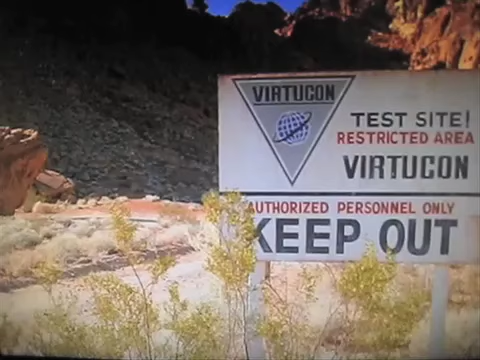 VIRTUCON
TEST SITE!
RESTRICTED AREA
VIRTUCON
AUTHORIZED PERSONNEL ONLY
KEEP OUT